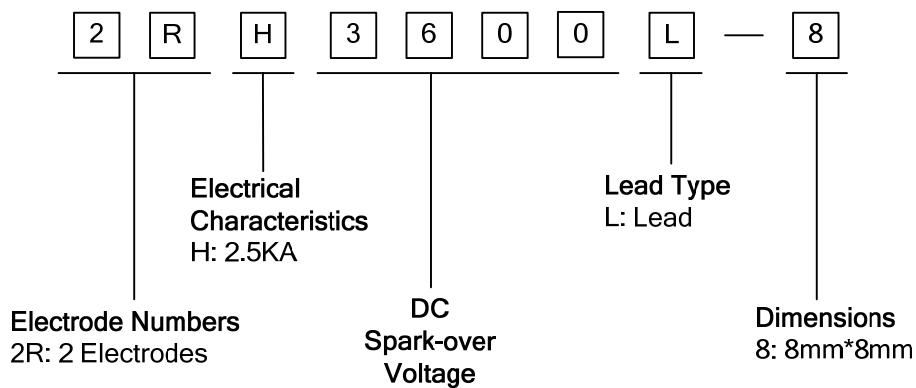 2 R H 3 6 0 0 L — 8
Electrical
Characteristics
H: 2.5KA
Lead Type
L: Lead
Electrode Numbers
2R: 2 Electrodes
DC
Spark-over
Voltage
Dimensions
8: 8mm*8mm